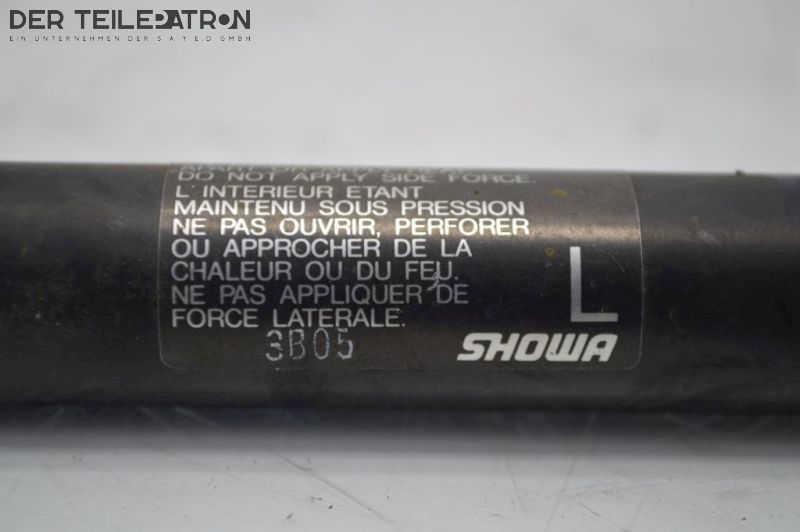 DER TEILEPATRON
EIN UNTERNEHMEN DER S A Y E.D GMBH
DO NOT APPLY SIDE FORCE.
L'INTERIEUR ETANT
MAINTENU SOUS PRESSION
NE PAS OUVRIR, PERFORER
OU APPROCHER DE LA
CHALEUR OU DU FEU.
NE PAS APPLIQUER DE
FORCE LATERALE.
L
3B05
SHOWA